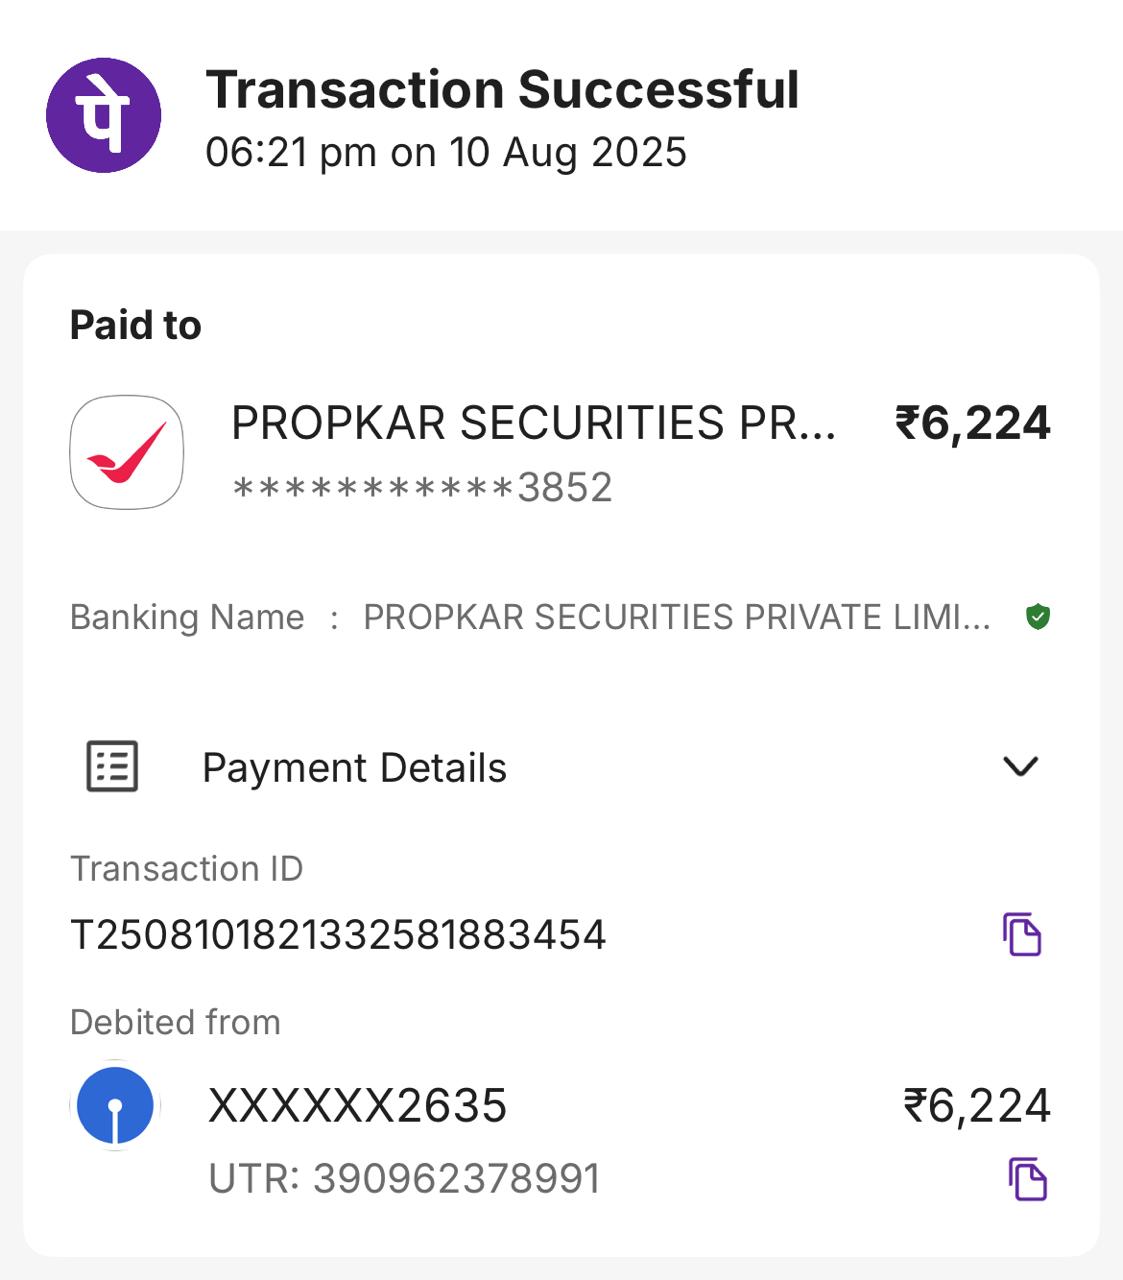 पे
Transaction Successful
06:21 pm on 10 Aug 2025
Paid to
PROPKAR SECURITIES PR... ₹6,224
***********3852
Banking Name : PROPKAR SECURITIES PRIVATE LIMI...
Payment Details
Transaction ID
T2508101821332581883454
Debited from
XXXXXX2635 ₹6,224
UTR: 390962378991